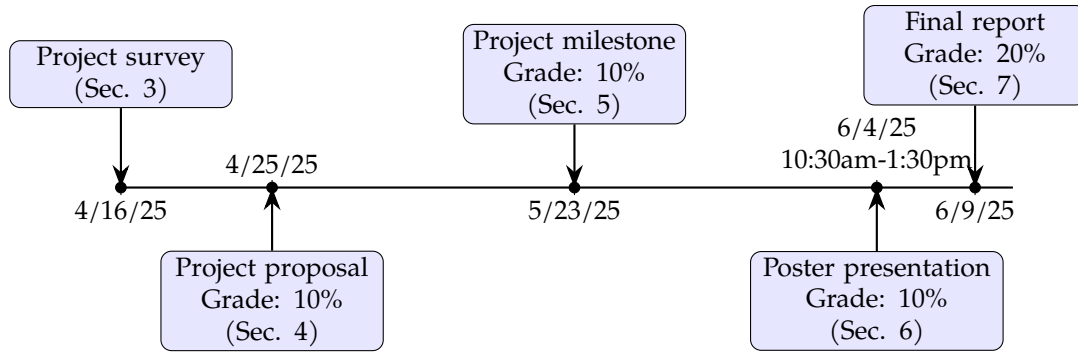 Project survey
(Sec. 3)
4/16/25
4/25/25
Project proposal
Grade: 10%
(Sec. 4)
Project milestone
Grade: 10%
(Sec. 5)
5/23/25
6/4/25
10:30am-1:30pm
Poster presentation
Grade: 10%
(Sec. 6)
Final report
Grade: 20%
(Sec. 7)
6/9/25